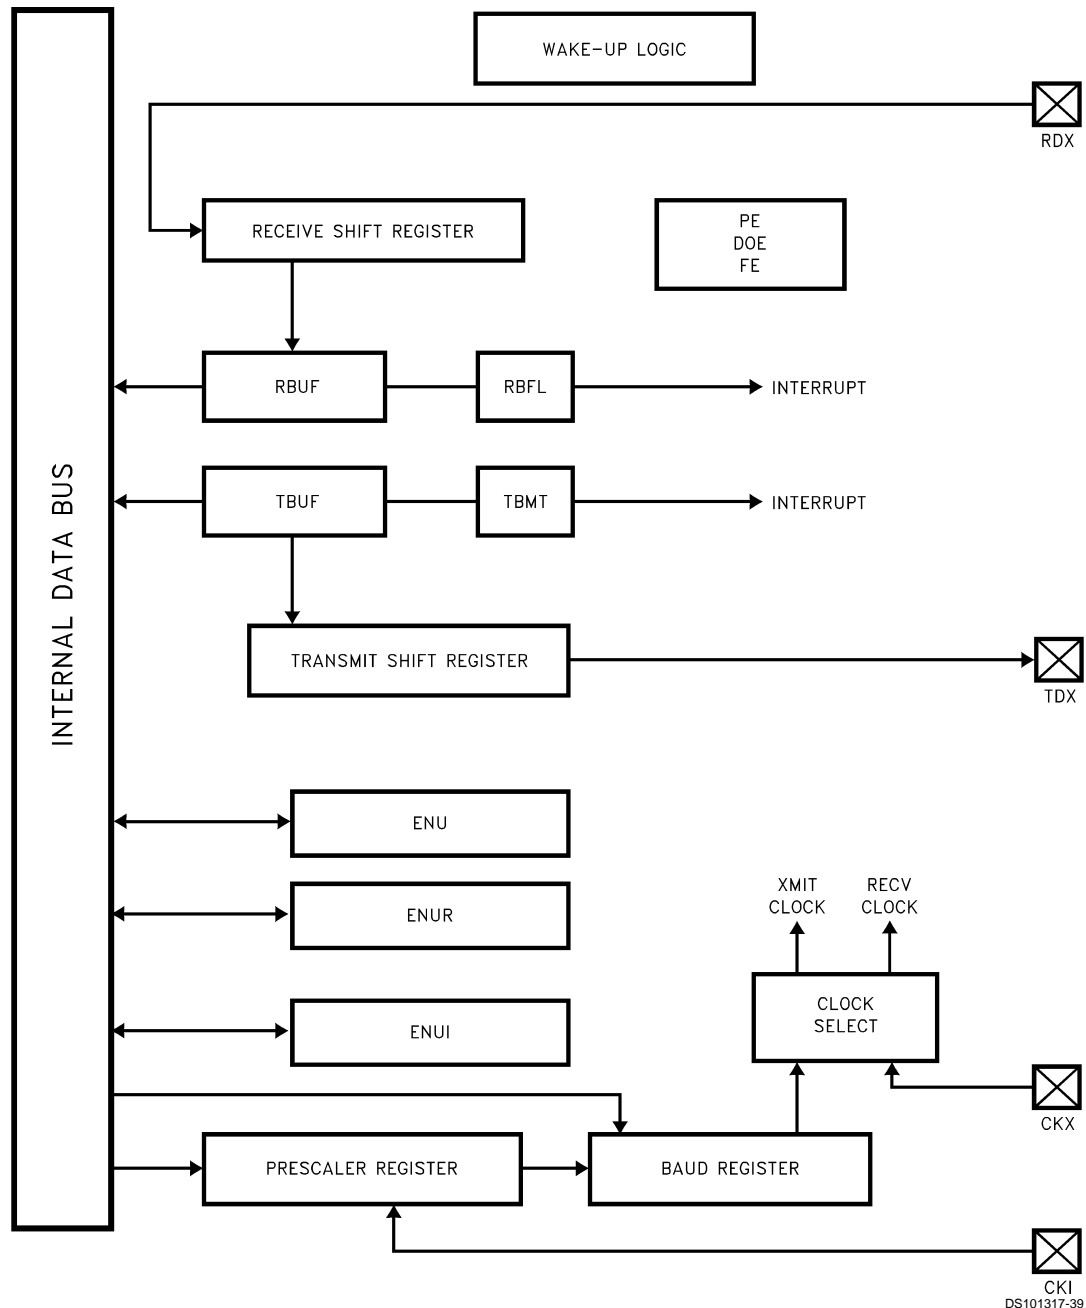 WAKE-UP LOGIC
RDX
RECEIVE SHIFT REGISTER
PE
DOE
FE
RBUF
RBFL
INTERRUPT
INTERNAL DATA BUS
TBUF
TBMT
INTERRUPT
TRANSMIT SHIFT REGISTER
TDX
ENU
XMIT
CLOCK
RECV
CLOCK
ENUR
CLOCK
SELECT
ENUI
CKX
PRESCALER REGISTER
BAUD REGISTER
CKI
DS101317-39